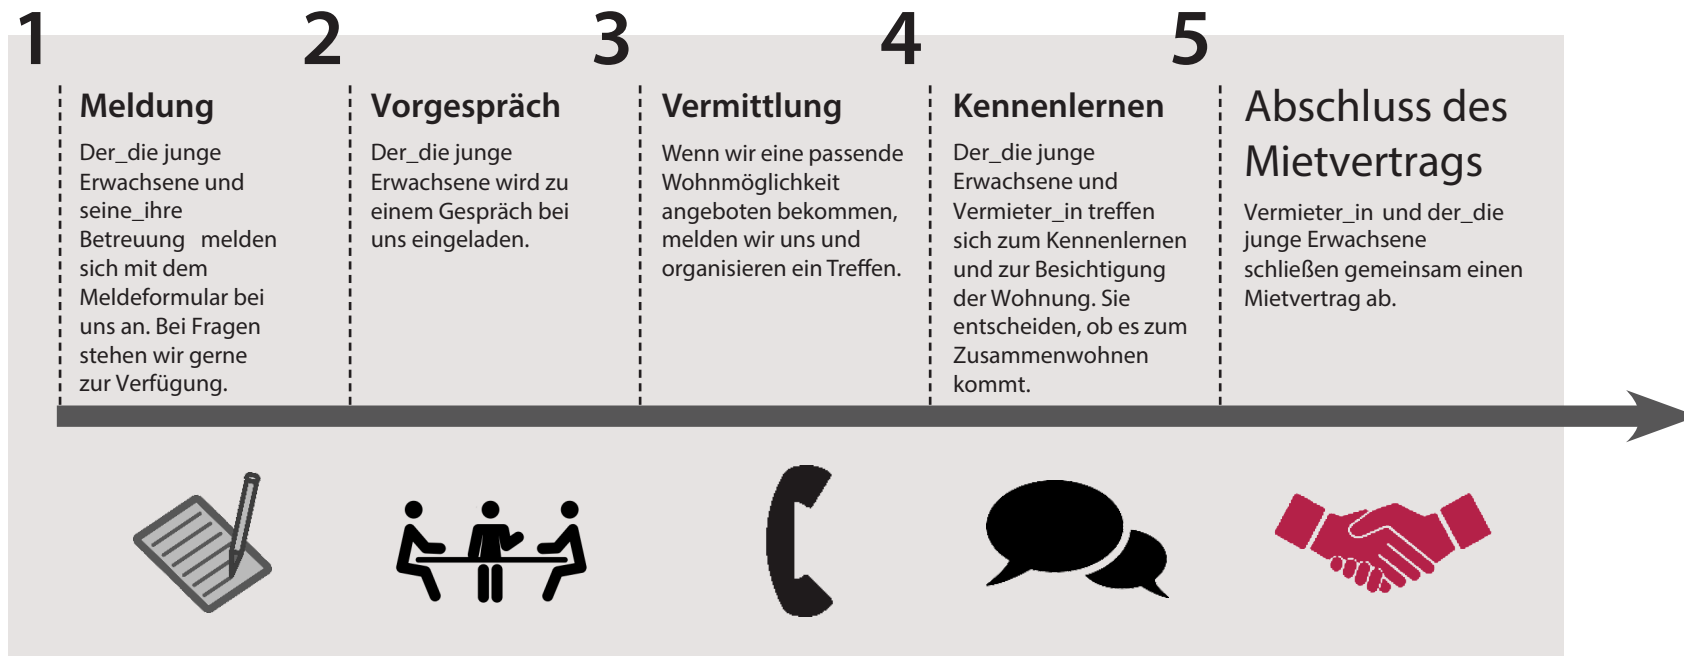 1
Meldung
Der_die junge
Erwachsene und
seine_ihre
Betreuung melden
sich mit dem
Meldeformular bei
uns an. Bei Fragen
stehen wir gerne
zur Verfügung.
2
Vorgespräch
Der_die junge
Erwachsene wird zu
einem Gespräch bei
uns eingeladen.
3
Vermittlung
Wenn wir eine passende
Wohnmöglichkeit
angeboten bekommen,
melden wir uns und
organisieren ein Treffen.
4
Kennenlernen
Der_die junge
Erwachsene und
Vermieter_in treffen
sich zum Kennenlernen
und zur Besichtigung
der Wohnung. Sie
entscheiden, ob es zum
Zusammenwohnen
kommt.
5
Abschluss des
Mietvertrags
Vermieter_in und der_die
junge Erwachsene
schließen gemeinsam einen
Mietvertrag ab.